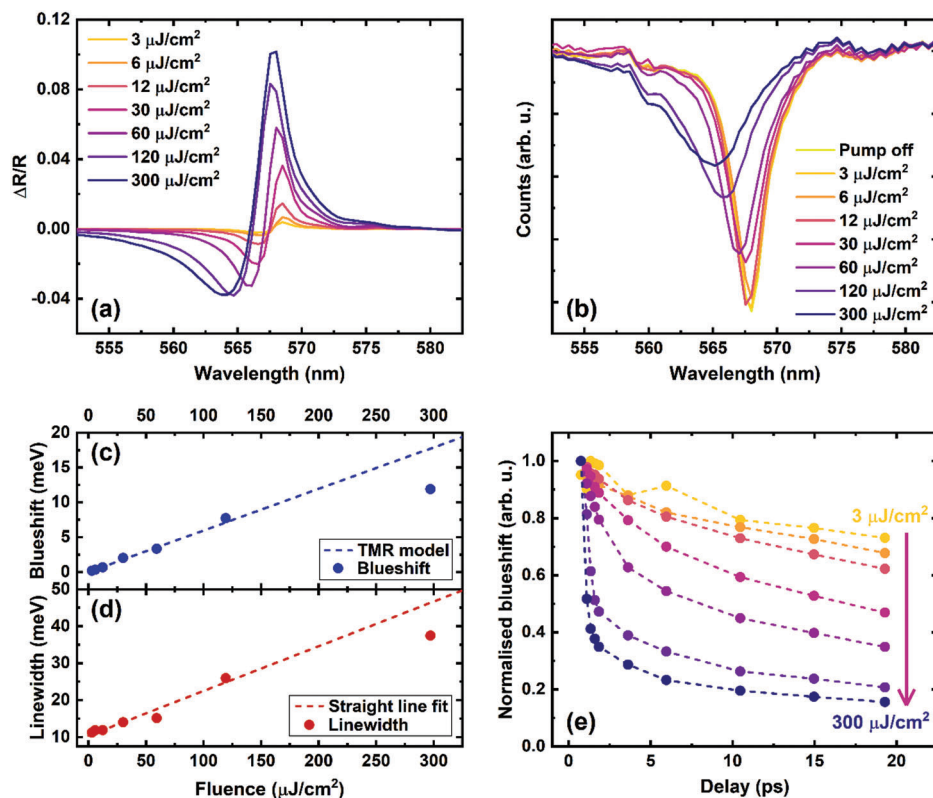 (a)
3 μJ/cm²
6 μJ/cm²
12 μJ/cm²
30 μJ/cm²
60 μJ/cm²
120 μJ/cm²
300 μJ/cm²
0.12
0.08
0.04
0.00
-0.04
ΔR/R
555 560 565 570 575 580
Wavelength (nm)
(b)
Pump off
3 μJ/cm²
6 μJ/cm²
12 μJ/cm²
30 μJ/cm²
60 μJ/cm²
120 μJ/cm²
300 μJ/cm²
Counts (arb. u.)
555 560 565 570 575 580
Wavelength (nm)
0 50 100 150 200 250 300
(c)
20
15
10
5
0
Blueshift (meV)
TMR model
Blueshift
(d)
50
40
30
20
10
Linewidth (meV)
Straight line fit
Linewidth
0 50 100 150 200 250 300
Fluence (μJ/cm²)
(e)
1.0
0.8
0.6
0.4
0.2
0.0
Normalised blueshift (arb. u.)
3 μJ/cm²
300 μJ/cm²
0 5 10 15 20
Delay (ps)